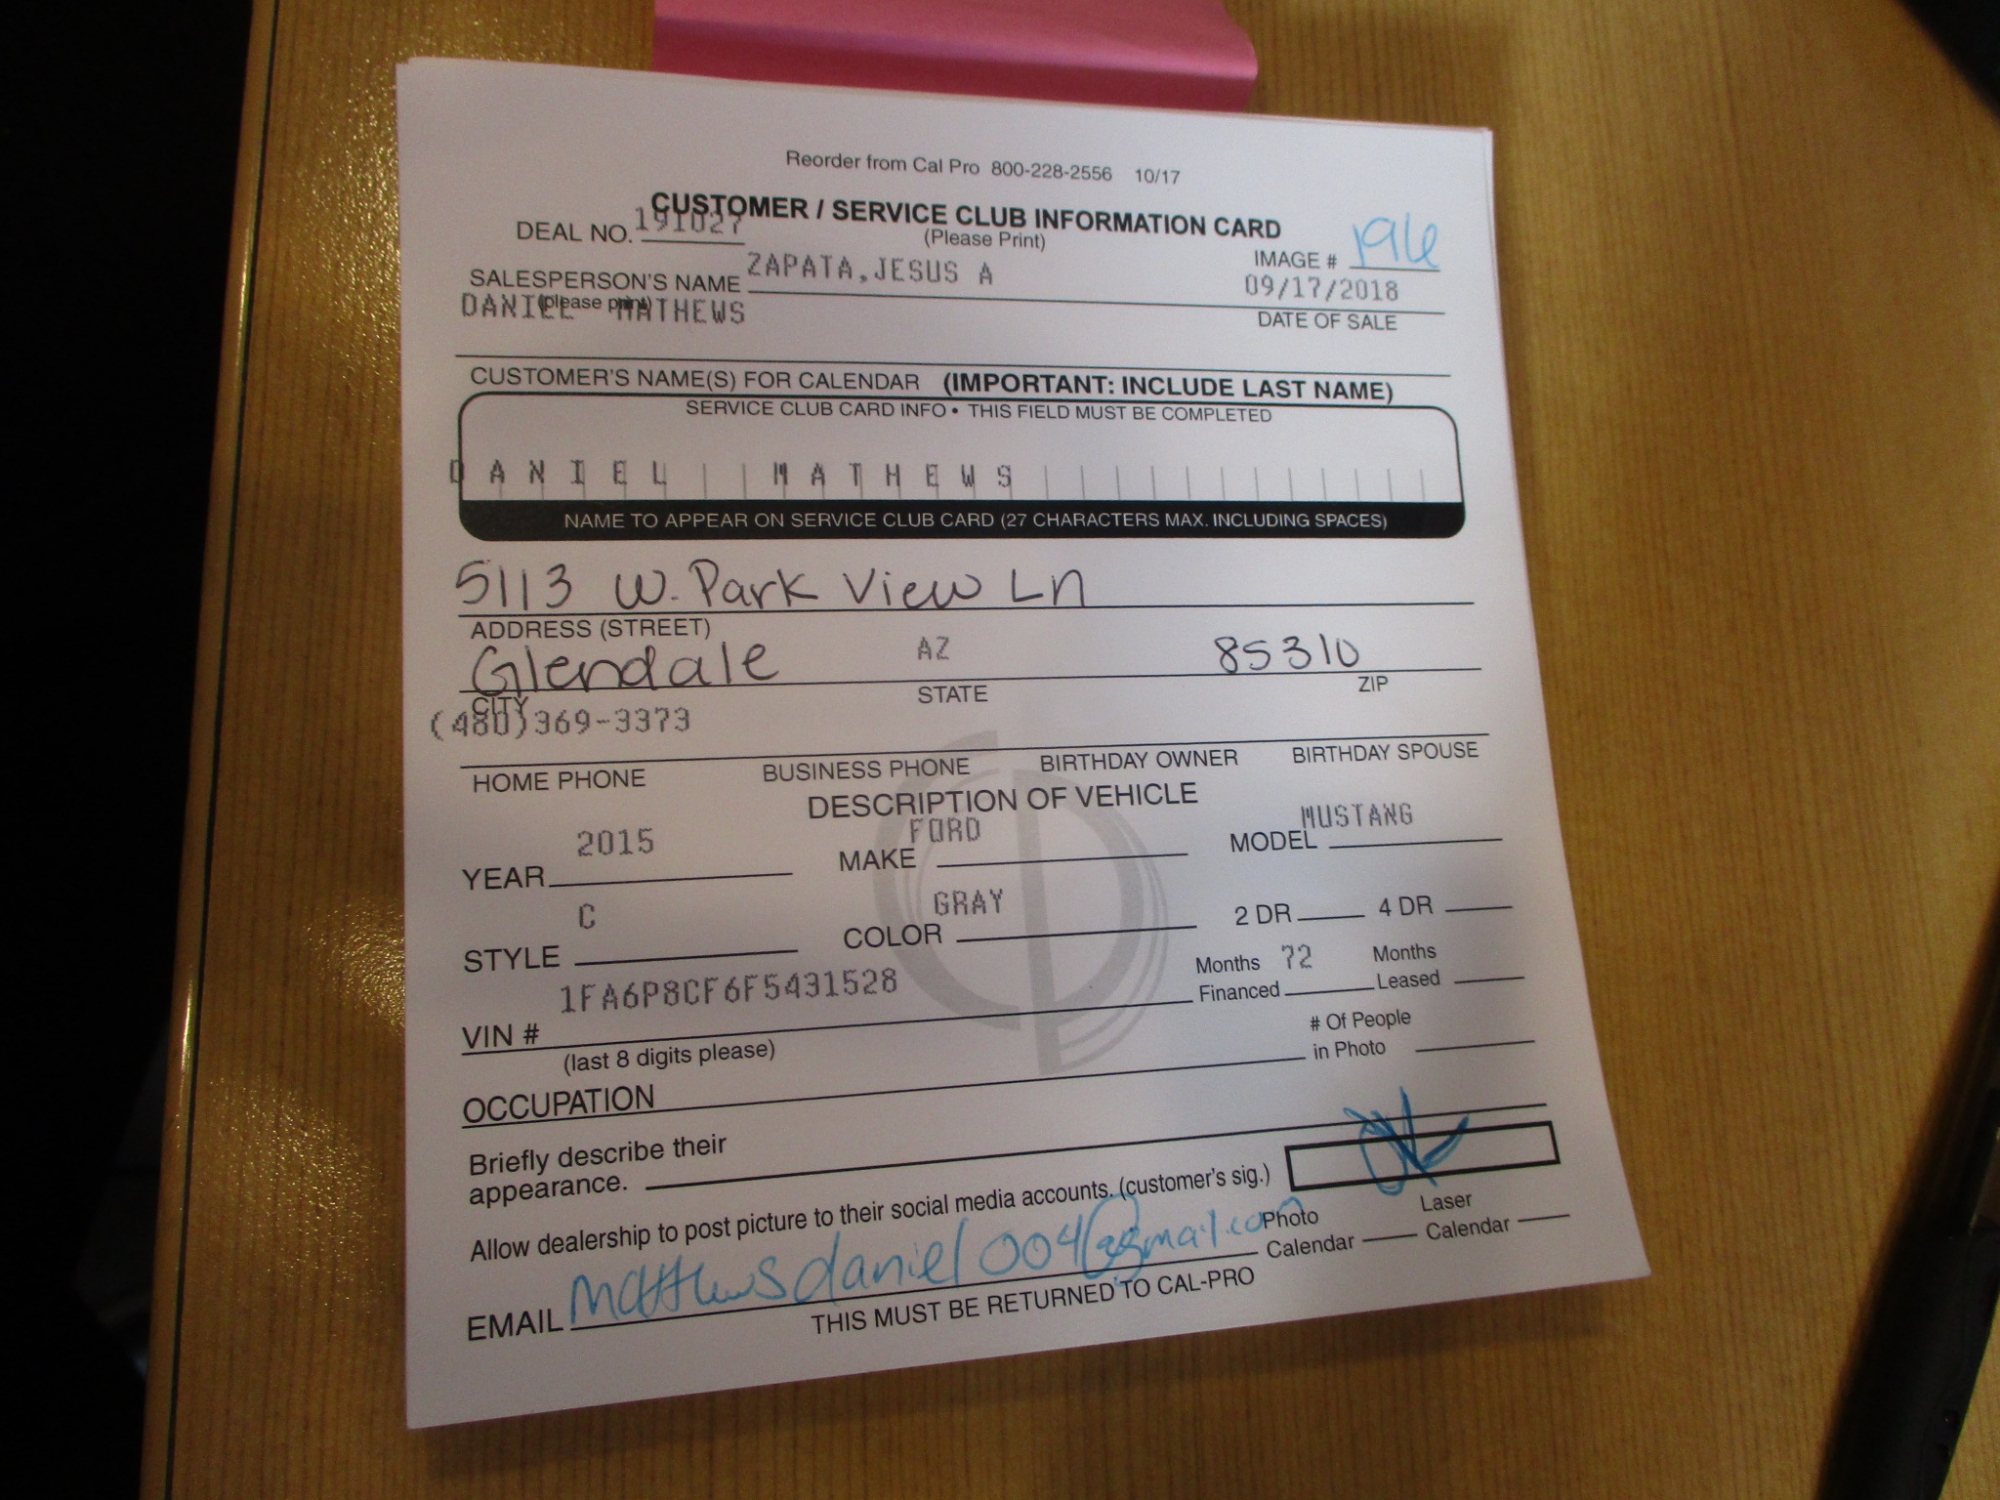 Reorder from Cal Pro 800-228-2556 10/17
CUSTOMER / SERVICE CLUB INFORMATION CARD
(Please Print)
DEAL NO. 191027
IMAGE # 196
SALESPERSON'S NAME ZAPATA,JESUS A
(please print)
09/17/2018
DATE OF SALE
DANIEL MATHEWS
CUSTOMER'S NAME(S) FOR CALENDAR (IMPORTANT: INCLUDE LAST NAME)
SERVICE CLUB CARD INFO • THIS FIELD MUST BE COMPLETED
DANIEL MATHEWS
NAME TO APPEAR ON SERVICE CLUB CARD (27 CHARACTERS MAX. INCLUDING SPACES)
5113 W. Park View Ln
ADDRESS (STREET)
Glendale AZ 85310
CITY STATE ZIP
(480)369-3373
HOME PHONE BUSINESS PHONE BIRTHDAY OWNER BIRTHDAY SPOUSE
DESCRIPTION OF VEHICLE
YEAR 2015 MAKE FORD MODEL MUSTANG
STYLE C COLOR GRAY 2 DR 4 DR
VIN # 1FA6P8CF6F5431528
Months Financed 72 Months Leased
(last 8 digits please)
# Of People in Photo
OCCUPATION
Briefly describe their
appearance.
Allow dealership to post picture to their social media accounts. (customer's sig.)
EMAIL matthewsdaniel004@gmail.com
Photo Calendar Laser Calendar
THIS MUST BE RETURNED TO CAL-PRO